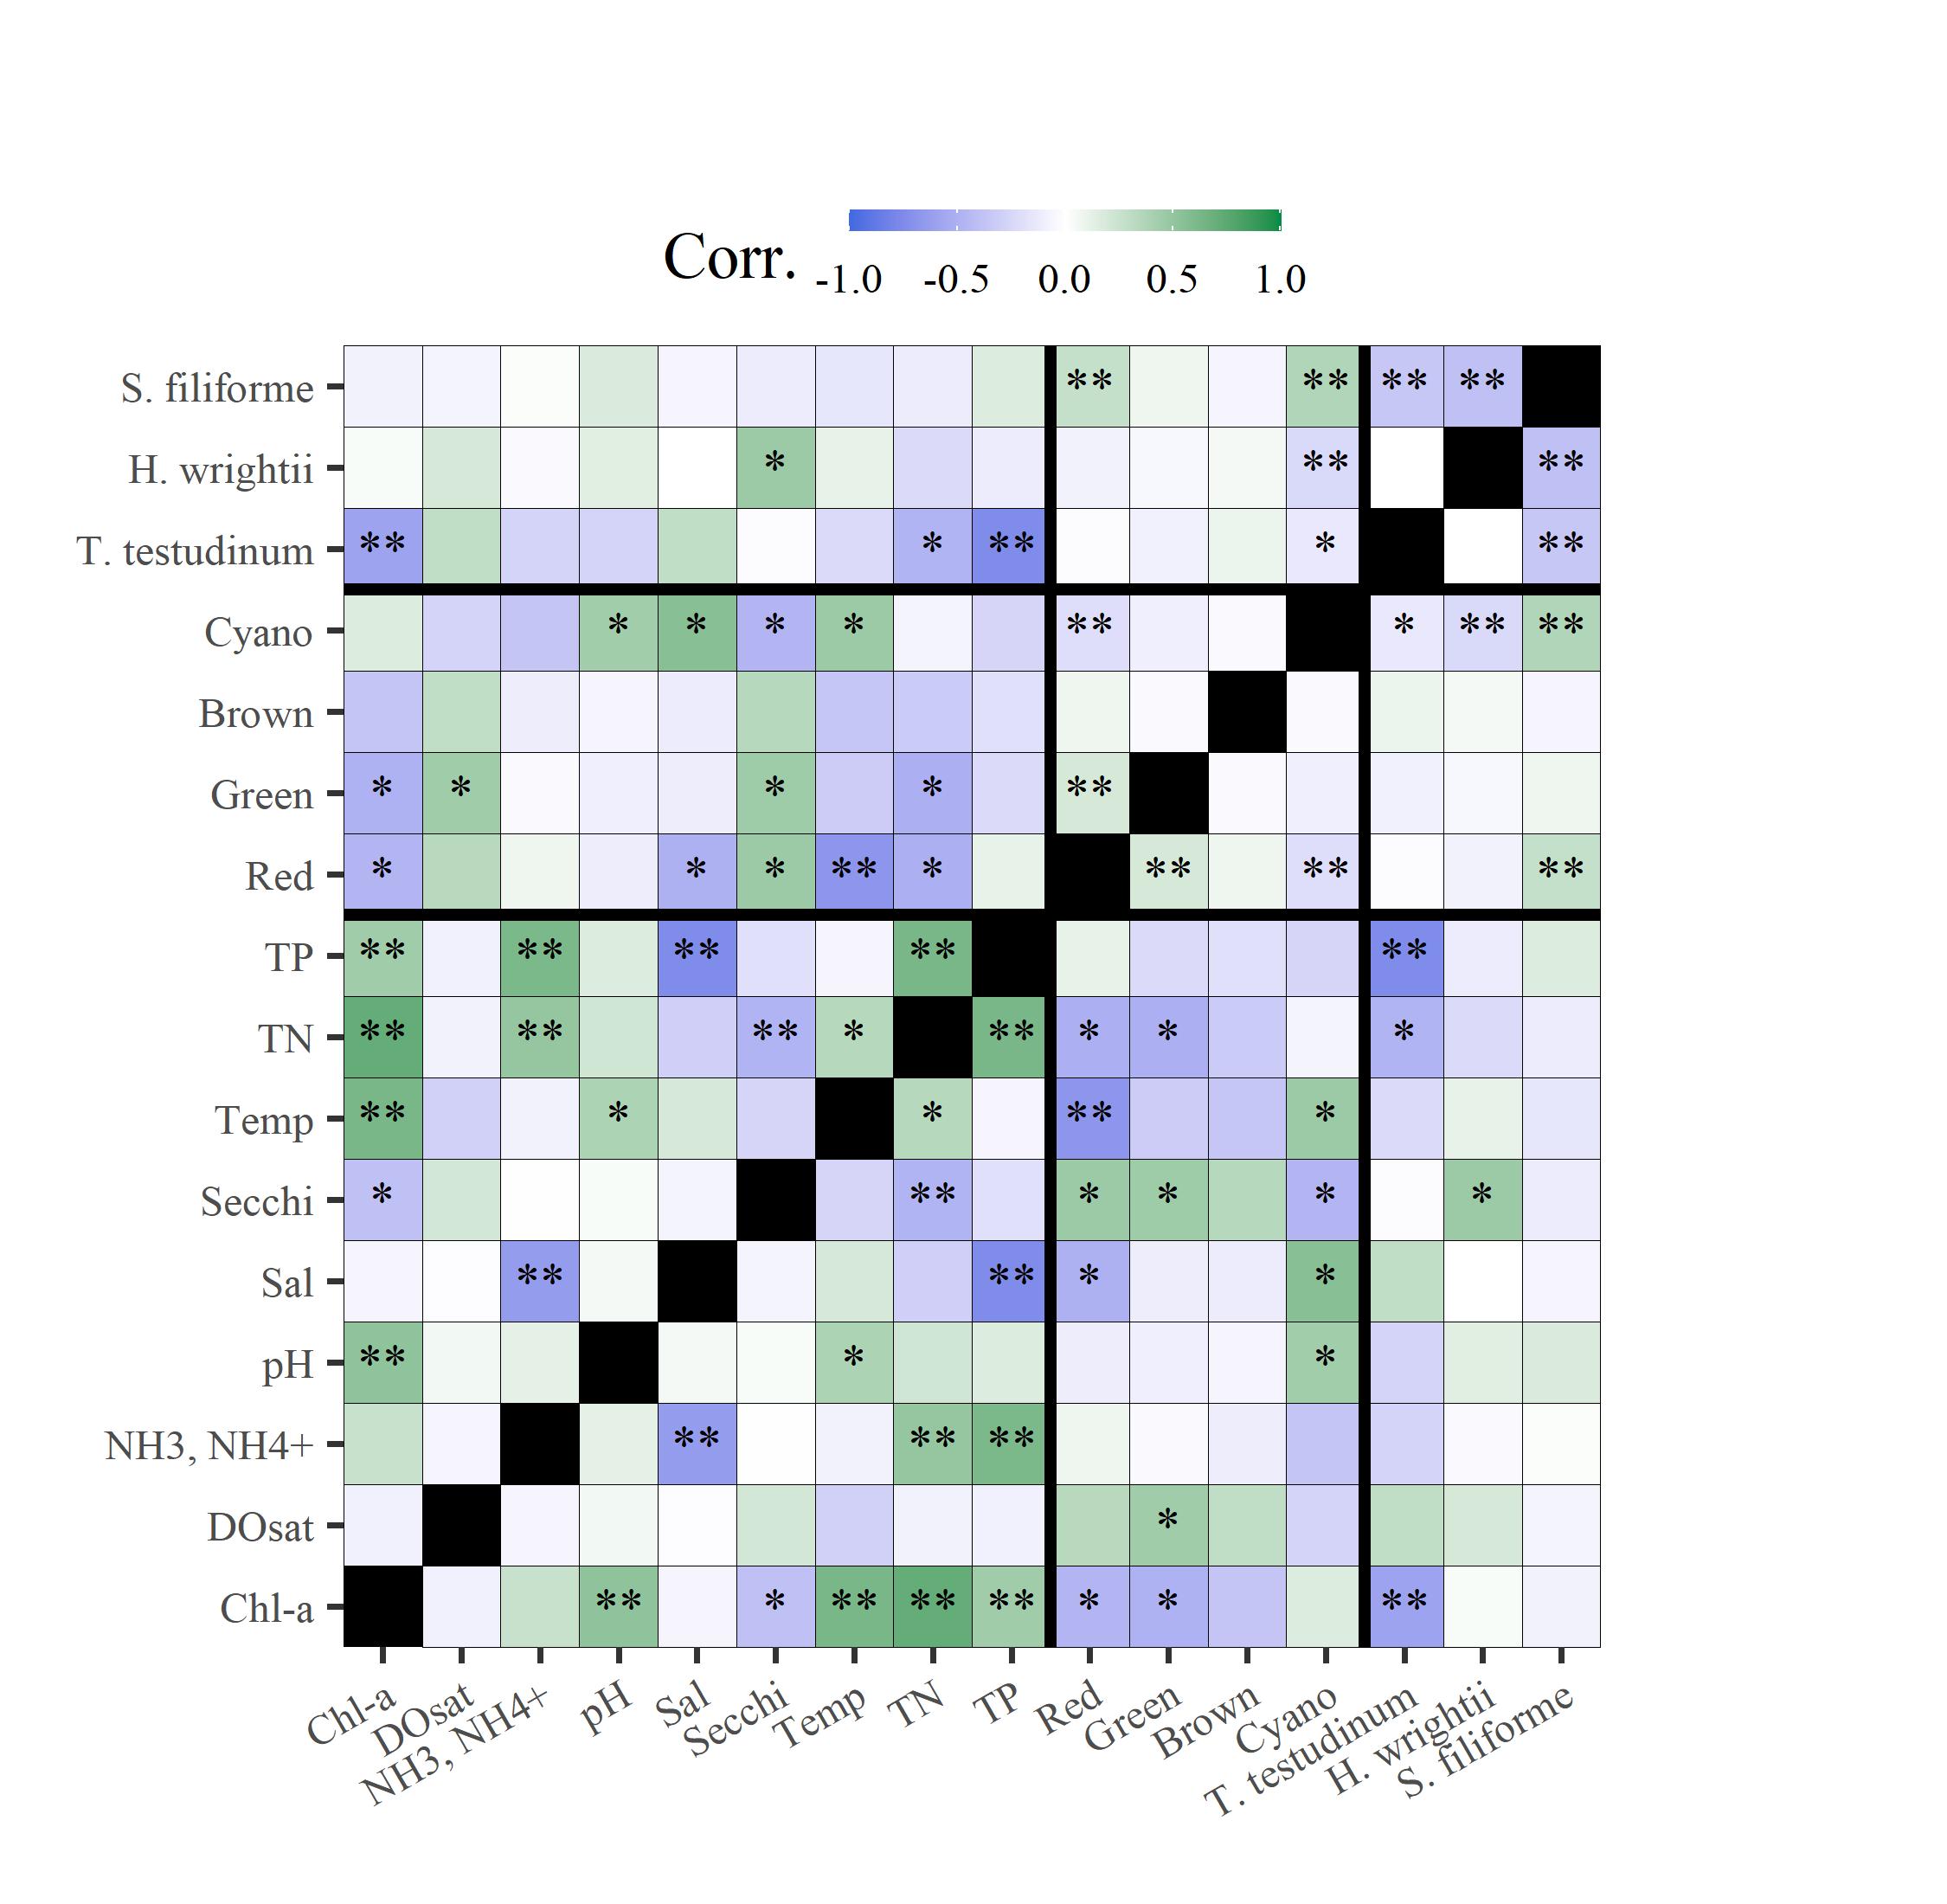 Corr.
-1.0 -0.5 0.0 0.5 1.0
S. filiforme ** ** ** **
H. wrightii * ** **
T. testudinum ** * ** * **
Cyano * * * * ** * ** **
Brown
Green * * * * **
Red * * * ** * ** ** **
TP ** ** ** ** **
TN ** ** ** * ** * * *
Temp ** * * ** *
Secchi * ** * * * *
Sal ** ** * *
pH ** * *
NH3, NH4+ ** ** **
DOsat *
Chl-a ** * ** ** ** * * **
Chl-a DOsat NH3, NH4+ pH Sal Secchi Temp TN TP Red Green Brown Cyano T. testudinum H. wrightii S. filiforme